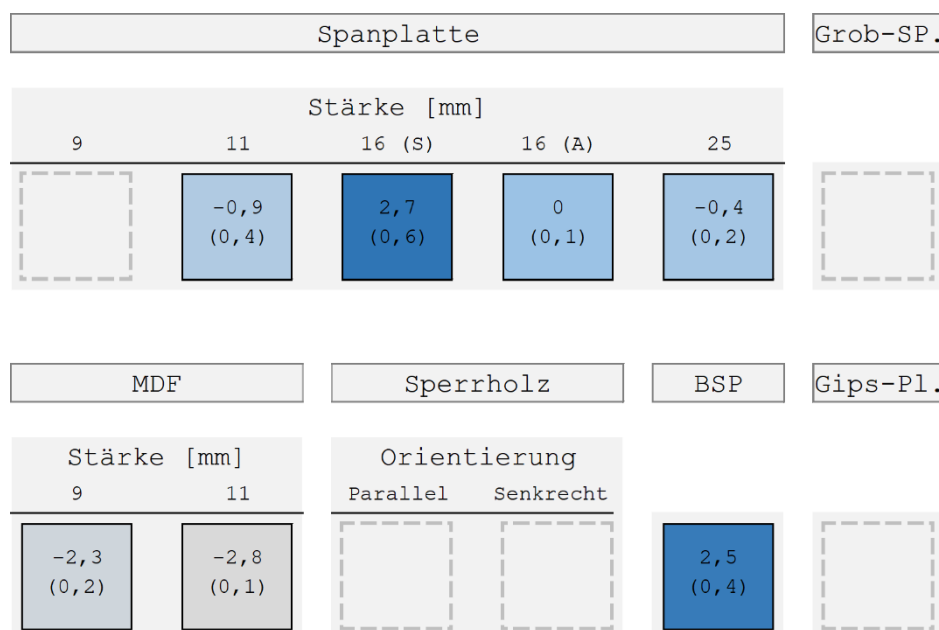 Spanplatte
Grob-SP.
Stärke [mm]
9 11 16 (S) 16 (A) 25
-0,9 2,7 0 -0,4
(0,4) (0,6) (0,1) (0,2)
MDF Sperrholz BSP Gips-Pl.
Stärke [mm] Orientierung
9 11 Parallel Senkrecht
-2,3 -2,8 2,5
(0,2) (0,1) (0,4)